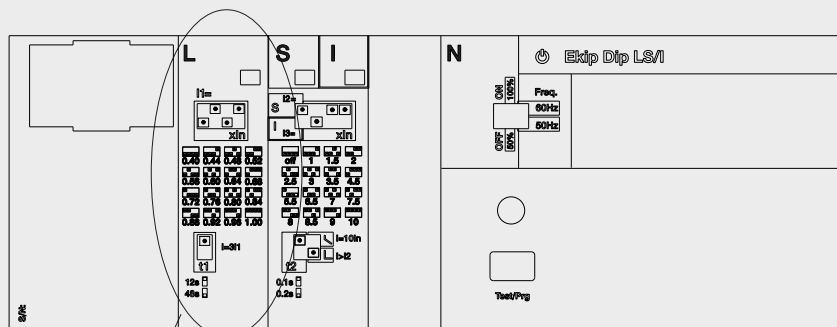 L
S I
N
Ekip Dip LS/I
I1=
xIn
S
I2=
I
I3=
xIn
ON
100%
OFF
50%
Freq.
60Hz
50Hz
0.40 0.44 0.48 0.52
0.56 0.60 0.64 0.68
0.72 0.76 0.80 0.84
0.88 0.92 0.96 1.00
off 1 1.5 2
2.5 3 3.5 4.5
5.5 6.5 7 7.5
8 8.5 9 10
I=3I1
t1
12s
48s
I=10In
I>I2
t2
0.1s
0.2s
Test/Prg
S/N: